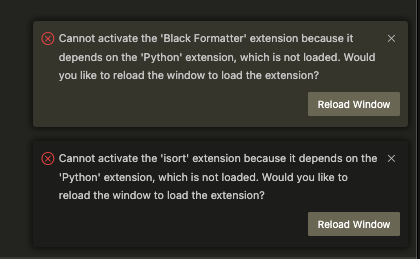 Cannot activate the 'Black Formatter' extension because it
depends on the 'Python' extension, which is not loaded. Would
you like to reload the window to load the extension?
Reload Window
Cannot activate the 'isort' extension because it depends on the
'Python' extension, which is not loaded. Would you like to
reload the window to load the extension?
Reload Window